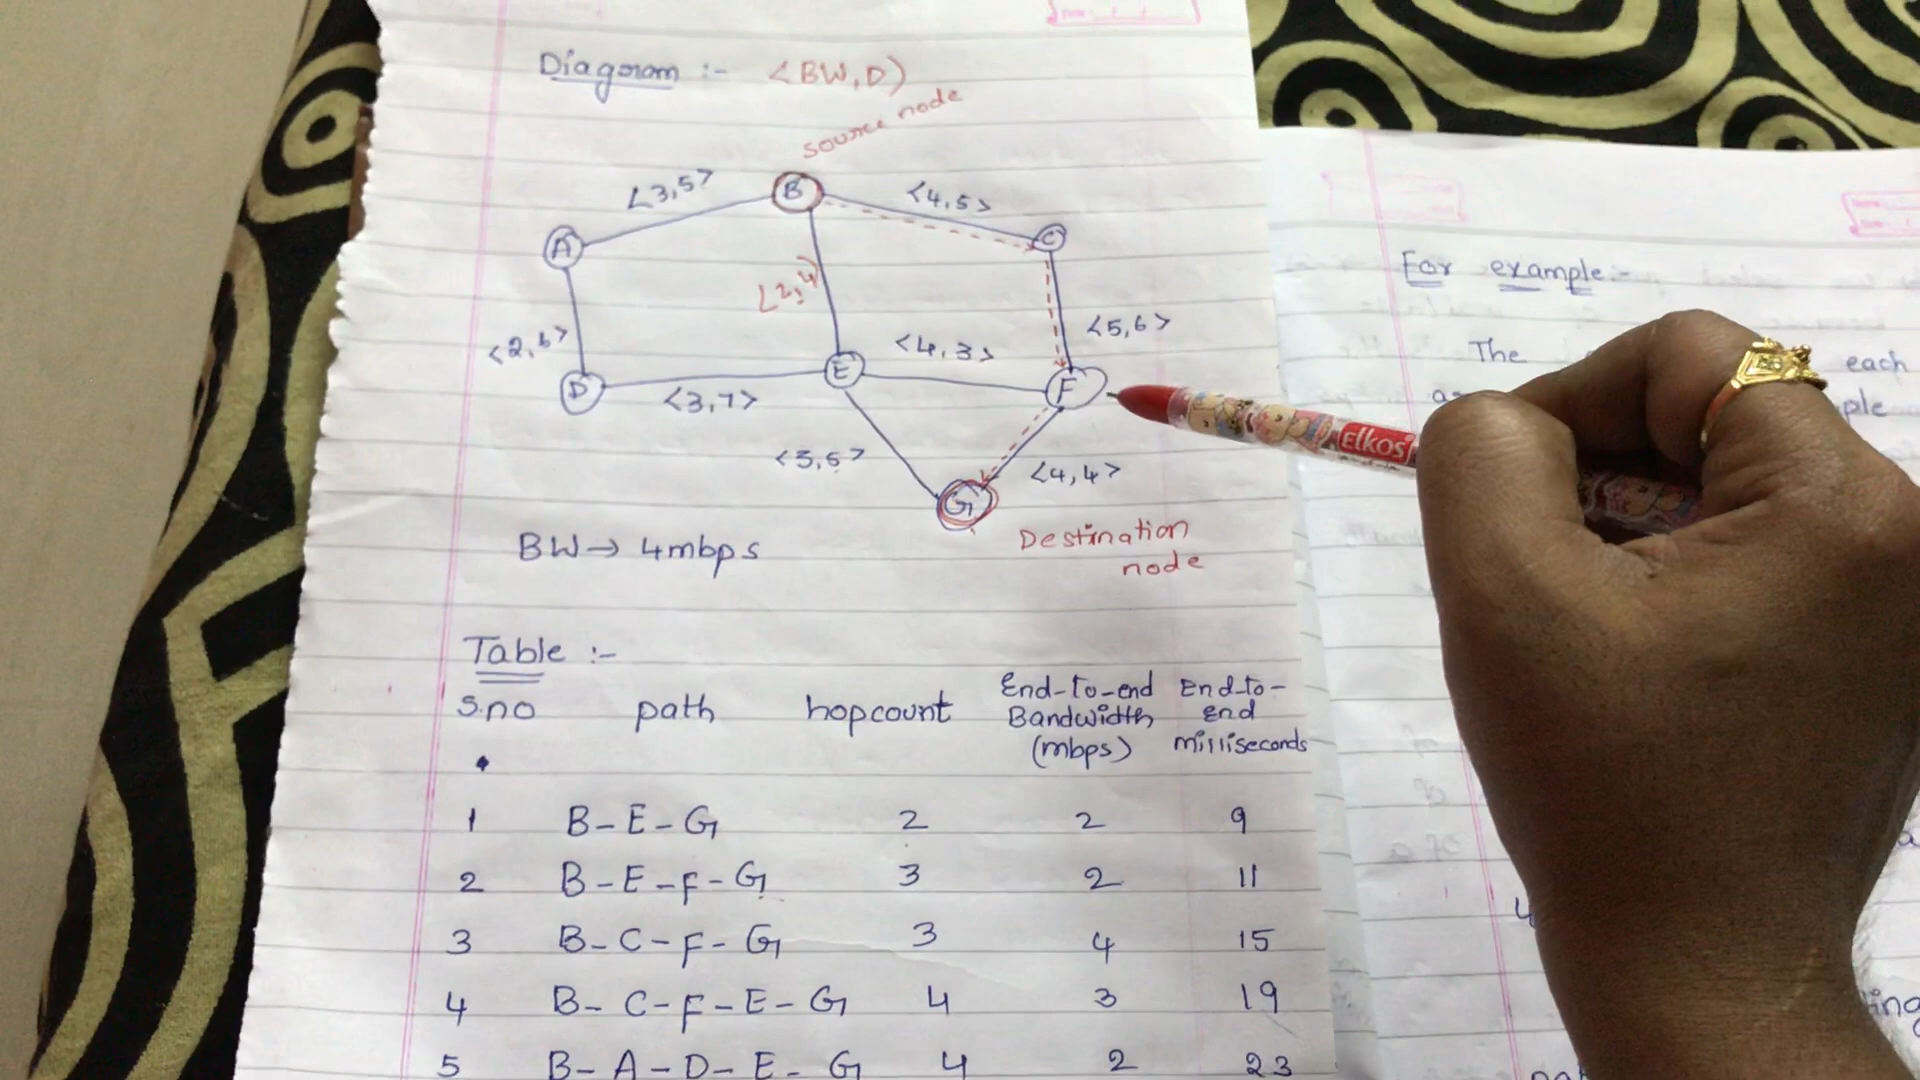 Diagram :- <BW,D)
source node
B
<3,5>
<4,5>
A
C
<2,4)
<5,6>
<2,6>
<4,3>
E
D
F
<3,7>
<3,5>
<4,4>
G
BW→ 4mbps
Destination
node
Table :-
S.no path hopcount End-to-end Bandwidth (mbps) End-to-end milliseconds
1 B-E-G 2 2 9
2 B-E-F-G 3 2 11
3 B-C-F-G 3 4 15
4 B-C-F-E-G 4 3 19
5 B-A-D-E-G 4 2 23
For example:-
The each
ple
Elkos